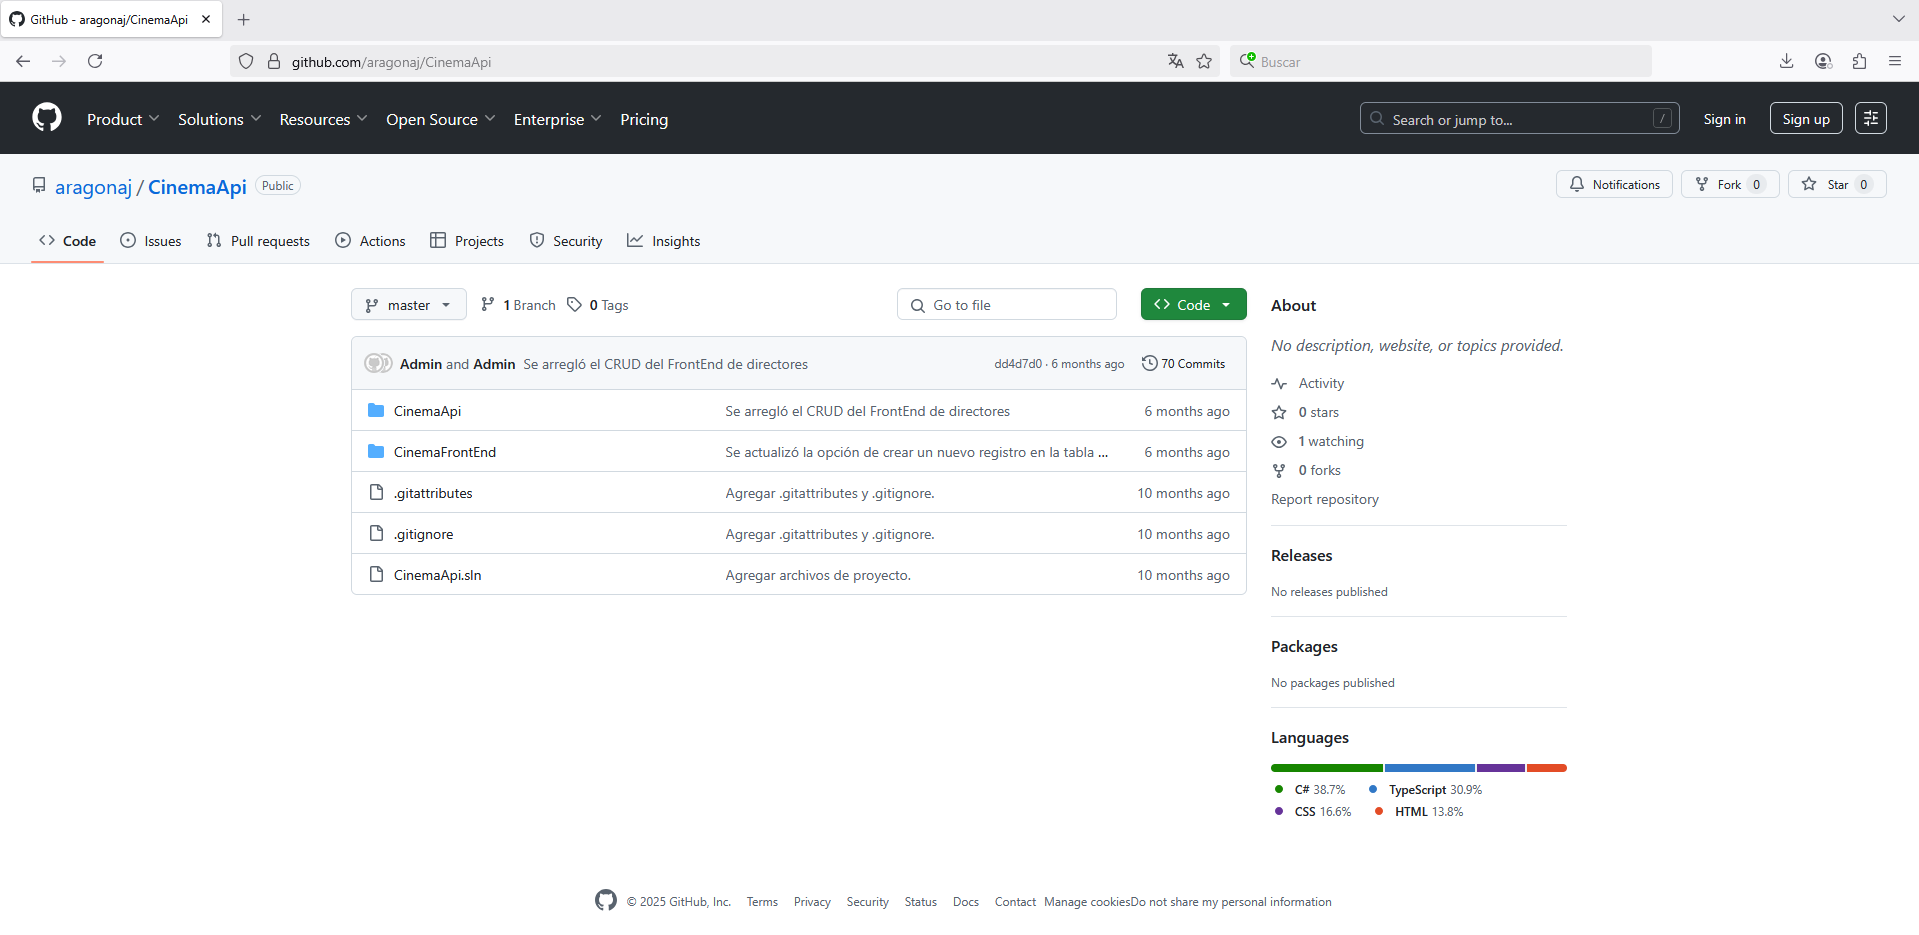 GitHub - aragonaj/CinemaApi
github.com/aragonaj/CinemaApi
Buscar
Product Solutions Resources Open Source Enterprise Pricing Search or jump to... / Sign in Sign up
aragonaj / CinemaApi Public
Notifications Fork 0 Star 0
Code Issues Pull requests Actions Projects Security Insights
master 1 Branch 0 Tags Go to file Code
Admin and Admin Se arregló el CRUD del FrontEnd de directores dd4d7d0 · 6 months ago 70 Commits
CinemaApi Se arregló el CRUD del FrontEnd de directores 6 months ago
CinemaFrontEnd Se actualizó la opción de crear un nuevo registro en la tabla ... 6 months ago
.gitattributes Agregar .gitattributes y .gitignore. 10 months ago
.gitignore Agregar .gitattributes y .gitignore. 10 months ago
CinemaApi.sln Agregar archivos de proyecto. 10 months ago
About
No description, website, or topics provided.
Activity
0 stars
1 watching
0 forks
Report repository
Releases
No releases published
Packages
No packages published
Languages
C# 38.7% TypeScript 30.9%
CSS 16.6% HTML 13.8%
© 2025 GitHub, Inc. Terms Privacy Security Status Docs Contact Manage cookies Do not share my personal information